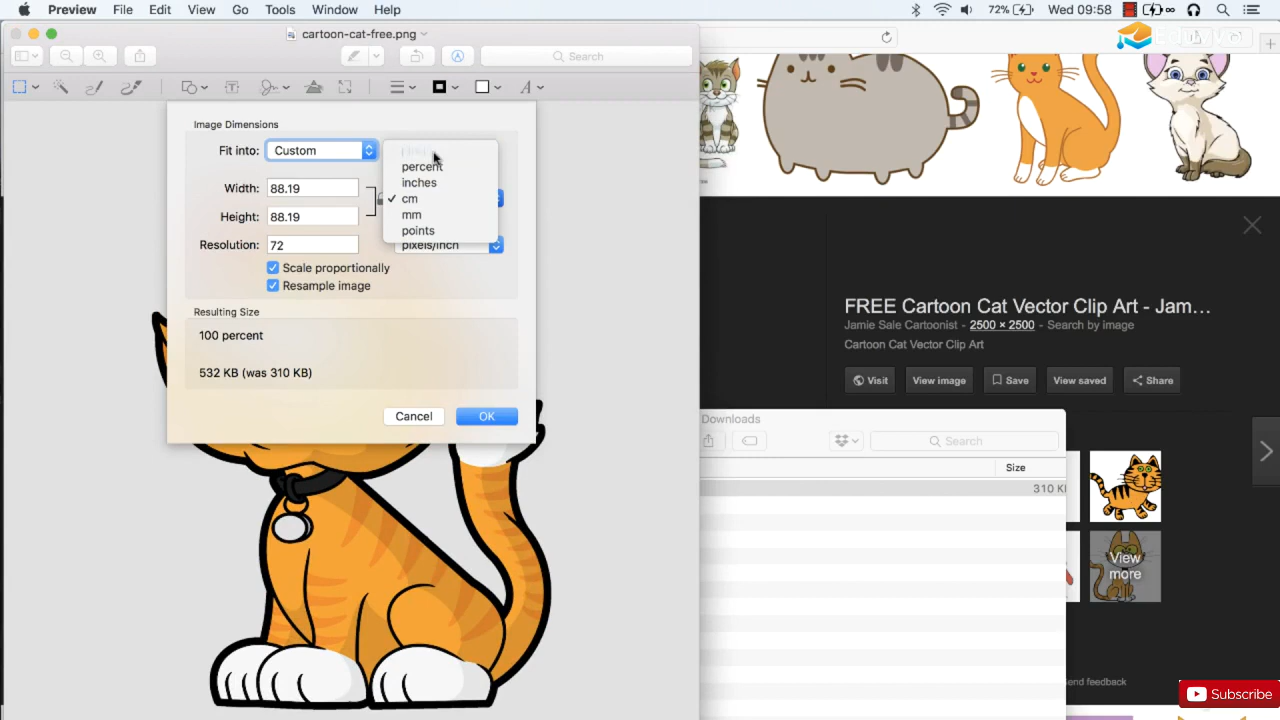 Preview File Edit View Go Tools Window Help 72% Wed 09:58
cartoon-cat-free.png
Search
Image Dimensions
Fit into: Custom
percent
inches
✓ cm
mm
points
Width: 88.19
Height: 88.19
Resolution: 72 pixels/inch
Scale proportionally
Resample image
Resulting Size
100 percent
532 KB (was 310 KB)
Cancel OK
FREE Cartoon Cat Vector Clip Art - Jam...
Jamie Sale Cartoonist - 2500 × 2500 - Search by image
Cartoon Cat Vector Clip Art
Visit View image Save View saved Share
Downloads
Search
Size
310 K
View more
end feedback
Subscribe